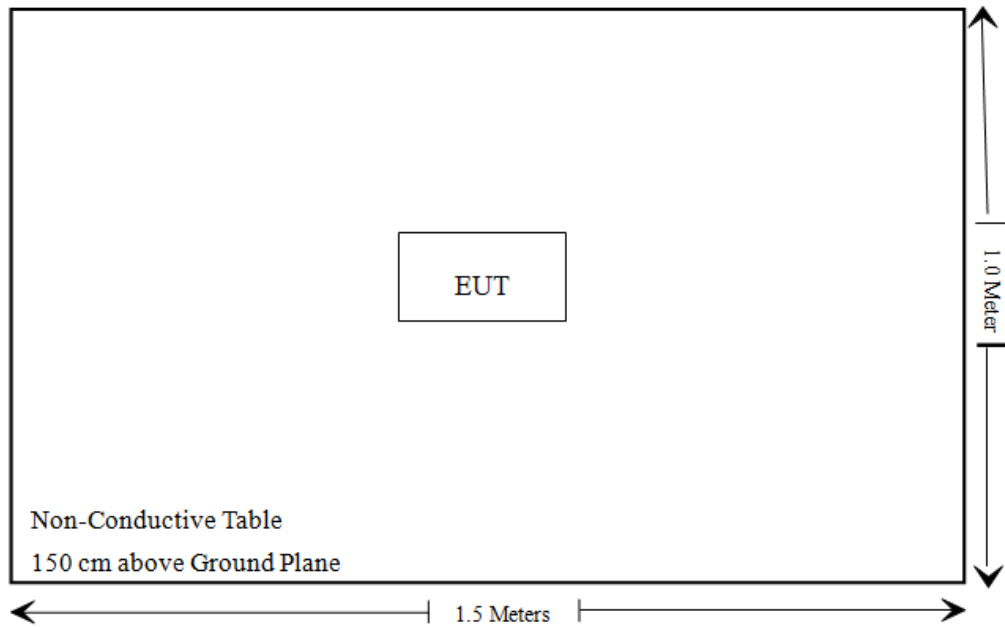 EUT
1.0 Meter
Non-Conductive Table
150 cm above Ground Plane
1.5 Meters